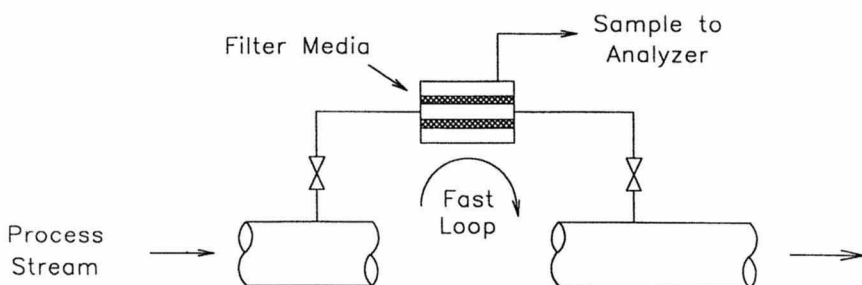 Filter Media
Sample to
Analyzer
Fast
Loop
Process
Stream